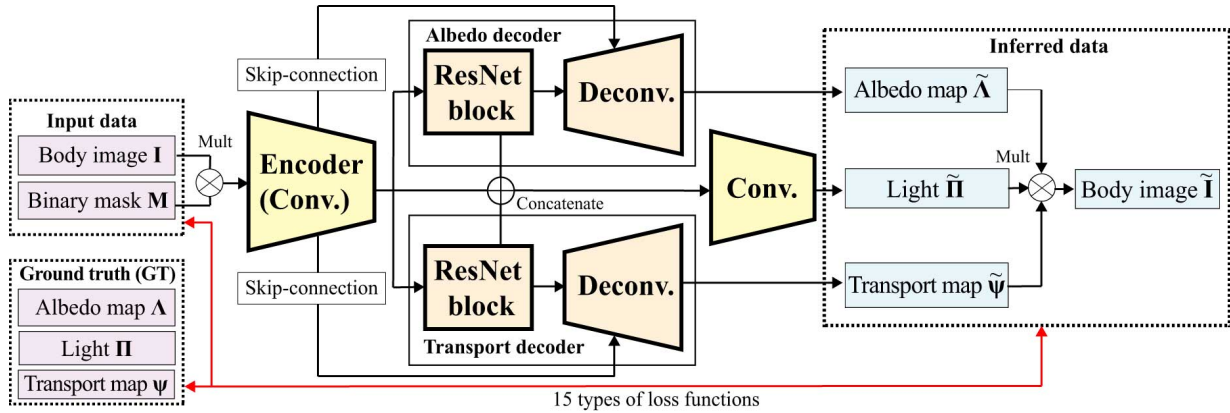 Input data
Body image I
Binary mask M
Mult
Ground truth (GT)
Albedo map Λ
Light Π
Transport map ψ
Skip-connection
Encoder
(Conv.)
Skip-connection
Albedo decoder
ResNet
block
Deconv.
Concatenate
ResNet
block
Deconv.
Transport decoder
Conv.
Inferred data
Albedo map Λ̃
Light Π̃
Transport map ψ̃
Mult
Body image Ĩ
15 types of loss functions